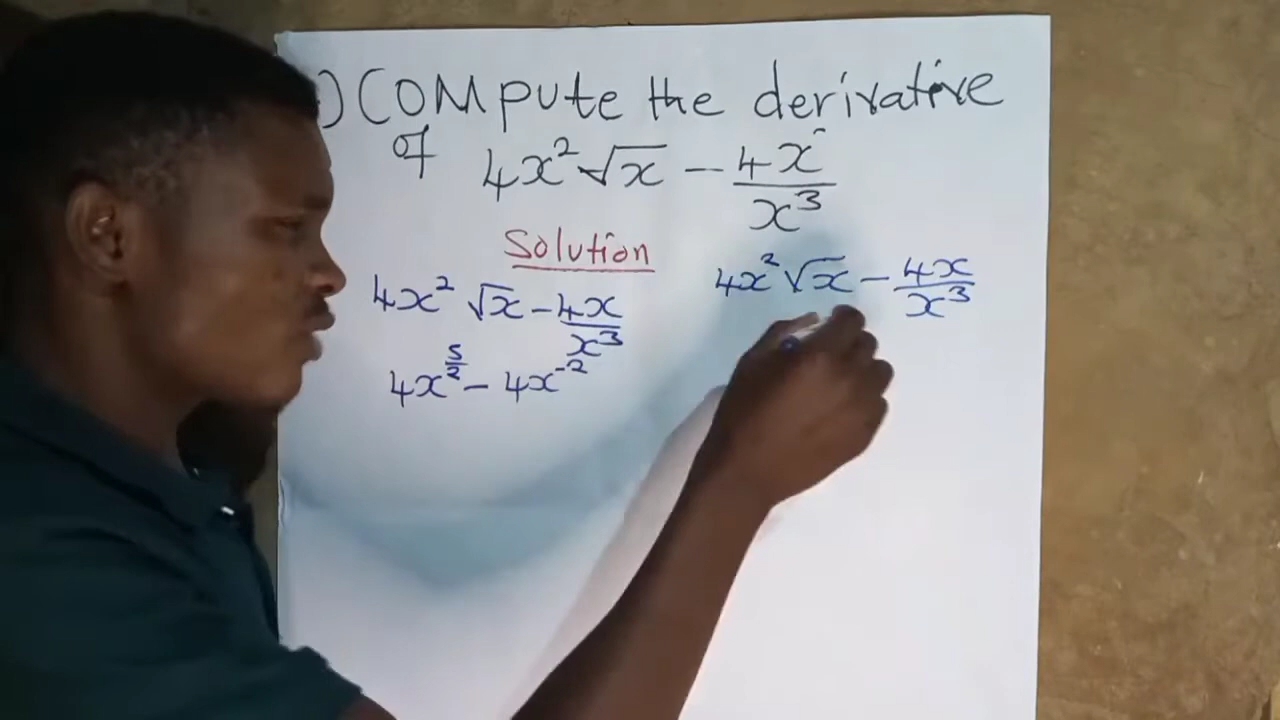 ) COMPUTE the derivative
of 4x²√x − 4x/x³
Solution
4x² √x − 4x/x³
4x^(5/2) − 4x⁻²
4x²√x − 4x/x³